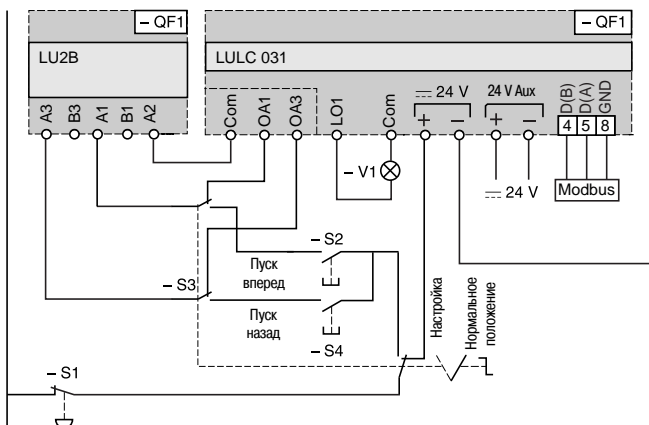 – QF1
– QF1
LU2B
LULC 031
A3
B3
A1
B1
A2
Com
OA1
OA3
LO1
Com
24 V
+
–
24 V Aux
+
–
D(B)
D(A)
GND
4
5
8
– V1
24 V
Modbus
– S2
Пуск
вперед
– S3
Пуск
назад
– S4
Настройка
Нормальное
положение
– S1